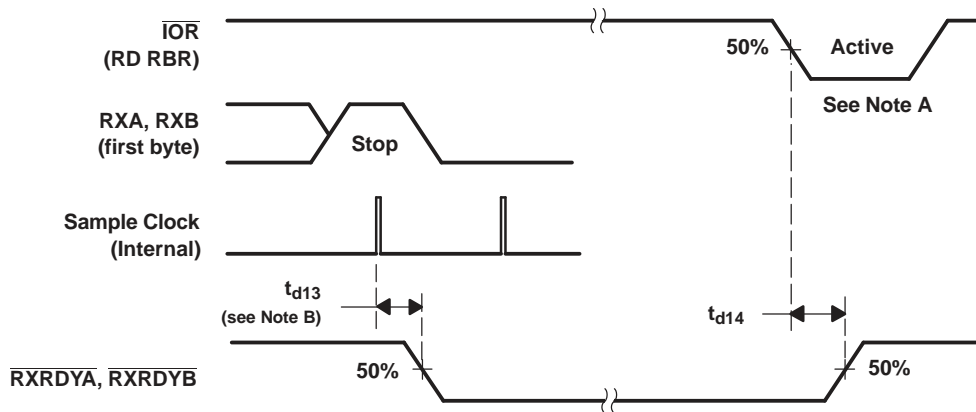 IOR
(RD RBR)
50%
Active
See Note A
RXA, RXB
(first byte)
Stop
Sample Clock
(Internal)
td13
(see Note B)
td14
RXRDYA, RXRDYB
50%
50%